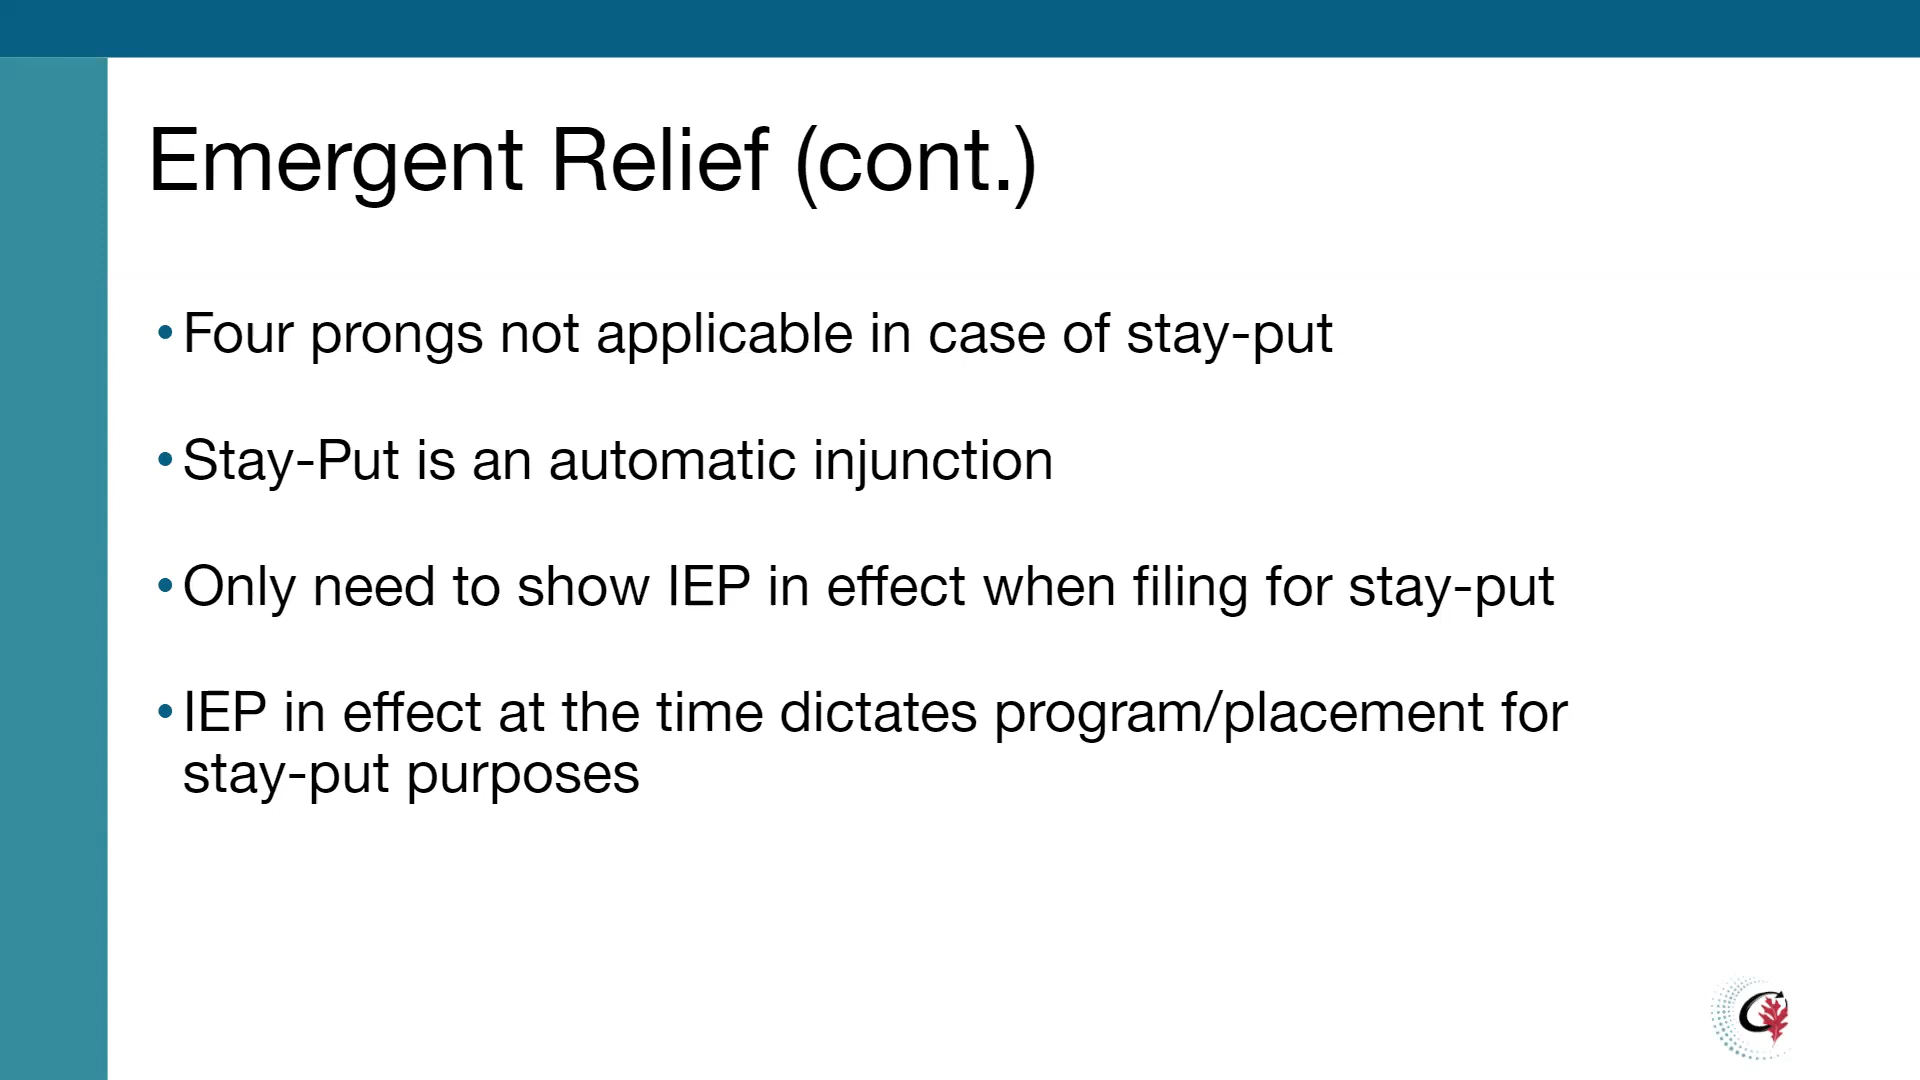 Emergent Relief (cont.)
•Four prongs not applicable in case of stay-put
•Stay-Put is an automatic injunction
•Only need to show IEP in effect when filing for stay-put
•IEP in effect at the time dictates program/placement for
stay-put purposes